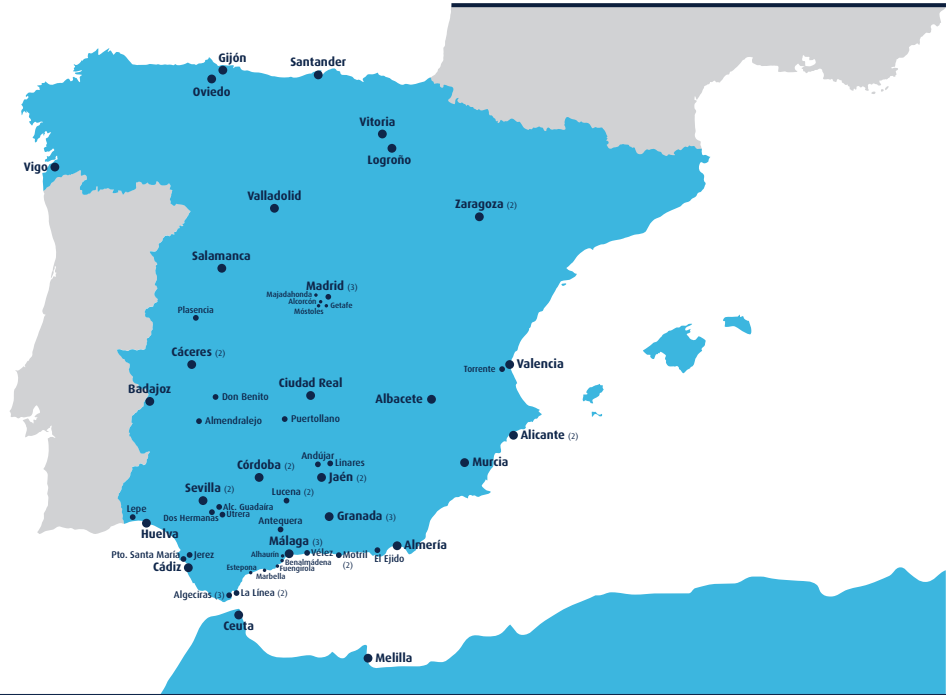 Gijón
Santander
Oviedo
Vitoria
Logroño
Vigo
Valladolid
Zaragoza (2)
Salamanca
Madrid (3)
Majadahonda
Alcorcón
Getafe
Móstoles
Plasencia
Cáceres (2)
Valencia
Torrente
Badajoz
Ciudad Real
Don Benito
Albacete
Almendralejo
Puertollano
Alicante (2)
Andújar
Linares
Murcia
Córdoba (2)
Jaén (2)
Sevilla (2)
Lucena (2)
Alc. Guadaíra
Lepe
Dos Hermanas
Utrera
Granada (3)
Antequera
Huelva
Málaga (3)
Almería
Pto. Santa María
Jerez
Alhaurín
Vélez
Motril
(2)
El Ejido
Benalmádena
Cádiz
Estepona
Fuengirola
Marbella
Algeciras (3)
La Línea (2)
Ceuta
Melilla